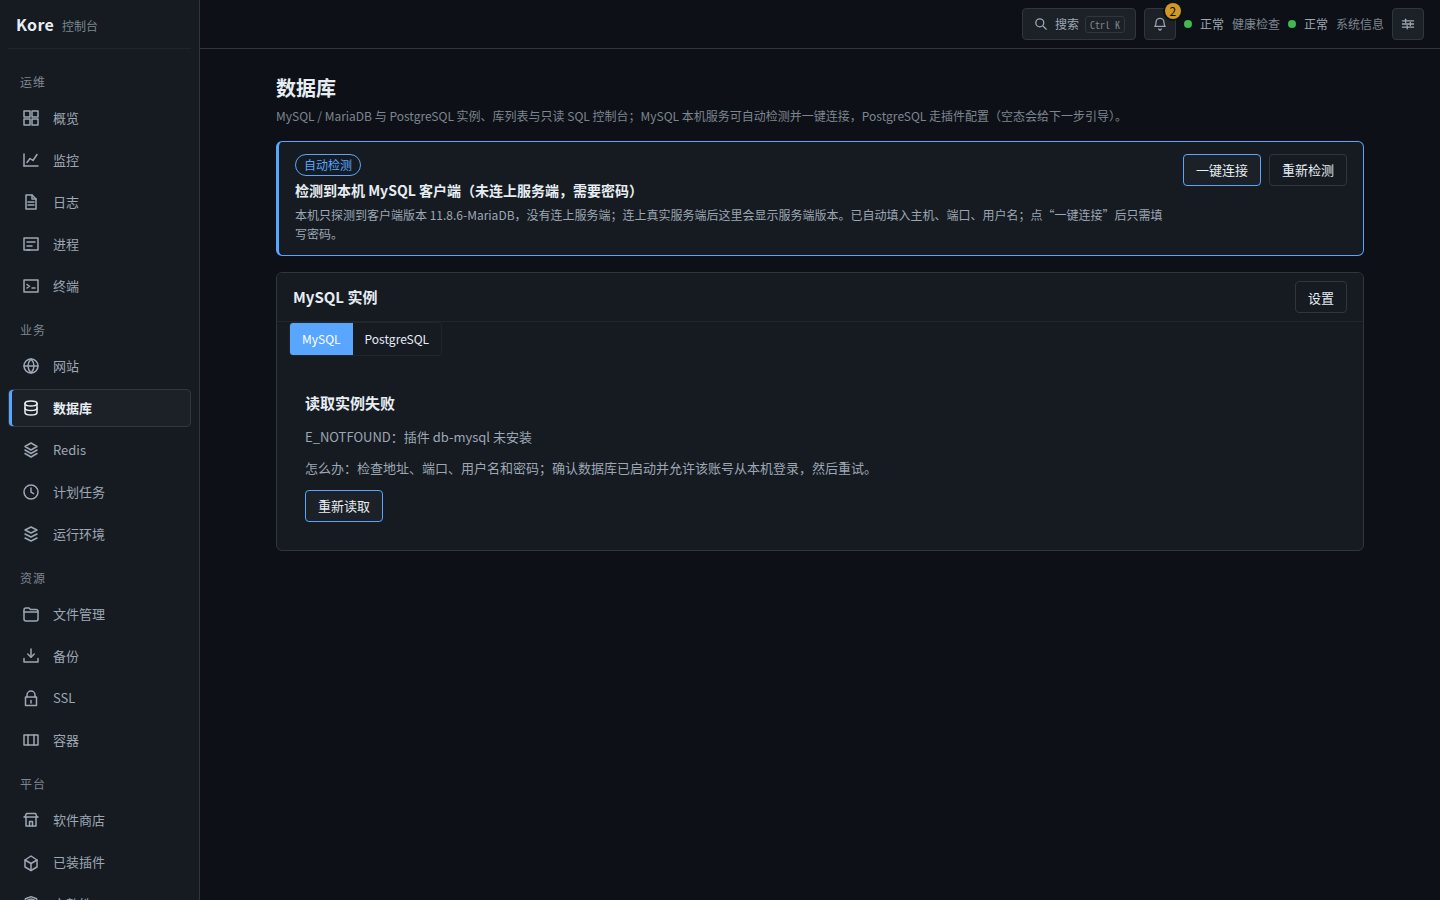 Kore 控制台
搜索 Ctrl K
2
正常 健康检查
正常 系统信息
运维
概览
监控
日志
进程
终端
业务
网站
数据库
Redis
计划任务
运行环境
资源
文件管理
备份
SSL
容器
平台
软件商店
已装插件
数据库
MySQL / MariaDB 与 PostgreSQL 实例、库列表与只读 SQL 控制台；MySQL 本机服务可自动检测并一键连接，PostgreSQL 走插件配置（空态会给下一步引导）。
自动检测
检测到本机 MySQL 客户端（未连上服务端，需要密码）
本机只探测到客户端版本 11.8.6-MariaDB，没有连上服务端；连上真实服务端后这里会显示服务端版本。已自动填入主机、端口、用户名；点“一键连接”后只需填
写密码。
一键连接
重新检测
MySQL 实例
设置
MySQL
PostgreSQL
读取实例失败
E_NOTFOUND：插件 db-mysql 未安装
怎么办：检查地址、端口、用户名和密码；确认数据库已启动并允许该账号从本机登录，然后重试。
重新读取